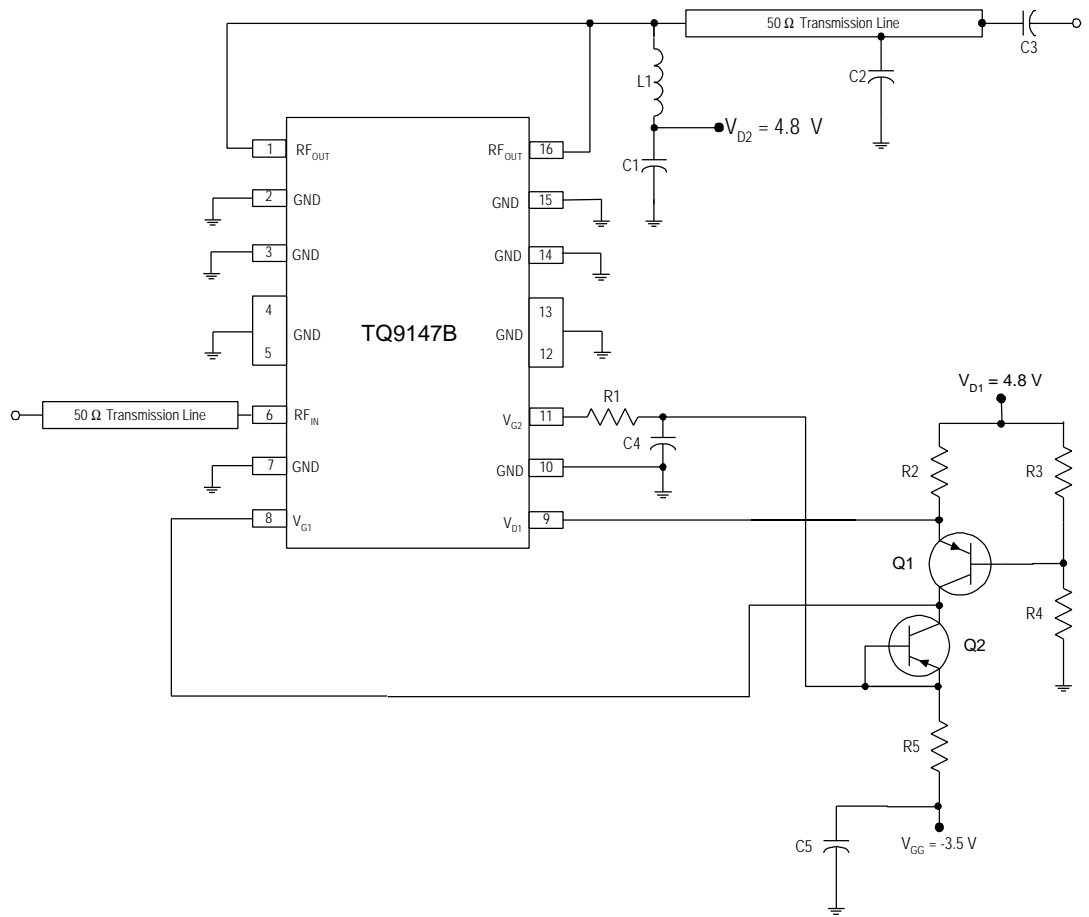 50 Ω Transmission Line
C3
C2
L1
V_D2 = 4.8 V
C1
1 RF_OUT
RF_OUT 16
2 GND
GND 15
3 GND
GND 14
4
GND
5
13
GND
12
TQ9147B
50 Ω Transmission Line
6 RF_IN
V_G2 11
R1
C4
7 GND
GND 10
8 V_G1
V_D1 9
V_D1 = 4.8 V
R2
R3
Q1
R4
Q2
R5
C5
V_GG = -3.5 V